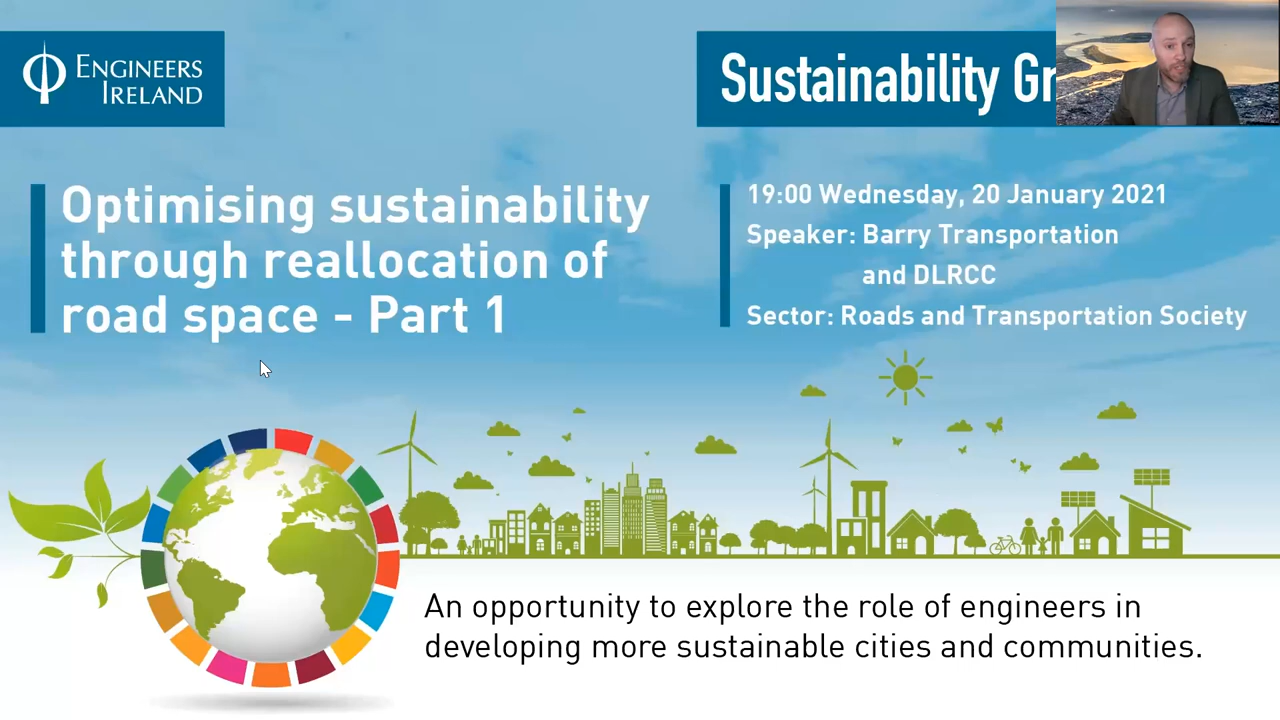 ENGINEERS
IRELAND
Sustainability
Optimising sustainability
through reallocation of
road space - Part 1
19:00 Wednesday, 20 January 2021
Speaker: Barry Transportation
and DLRCC
Sector: Roads and Transportation Society
An opportunity to explore the role of engineers in
developing more sustainable cities and communities.